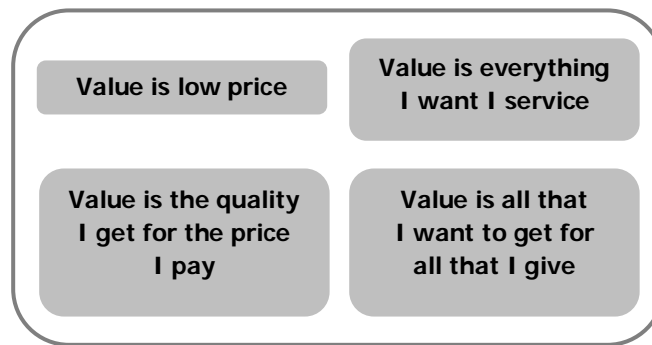 Value is low price
Value is everything
I want I service
Value is the quality
I get for the price
I pay
Value is all that
I want to get for
all that I give